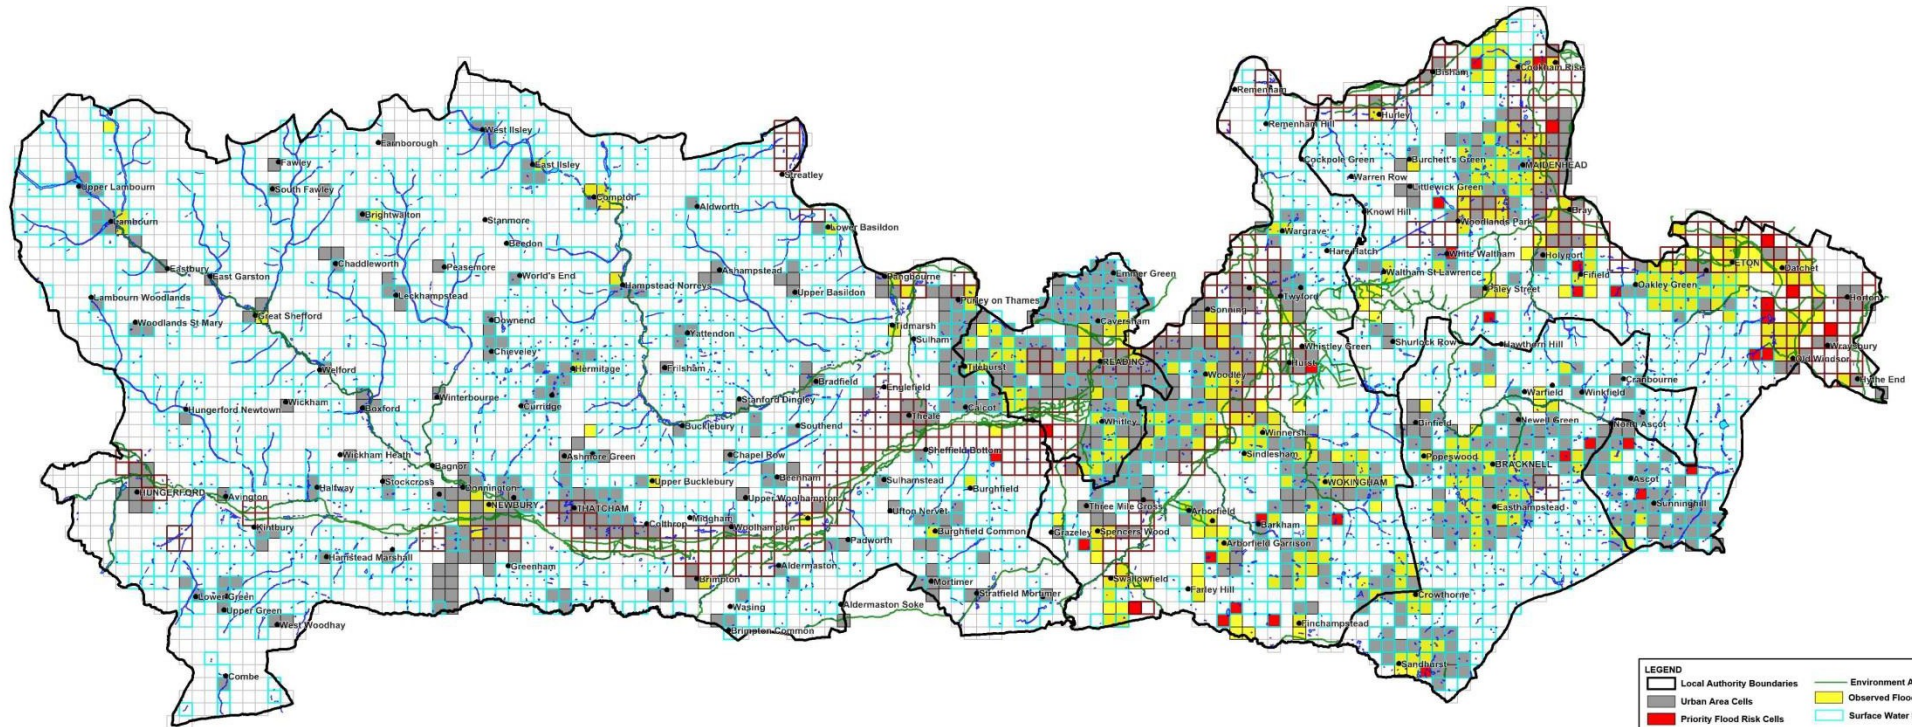 Cookham Rise
Bisham
Remenham
Hurley
Remenham Hill
West Ilsley
Farnborough
Cockpole Green
Burchett's Green
MAIDENHEAD
Fawley
East Ilsley
Streatley
Warren Row
Upper Lambourn
South Fawley
Littlewick Green
Compton
Aldworth
Brightwalton
Stanmore
Knowl Hill
Bray
Lambourn
Woodlands Park
Lower Basildon
Wargrave
Beedon
Hare Hatch
White Waltham
Holyport
ETON
Datchet
Chaddleworth
Peasemore
Eastbury
East Garston
World's End
Ashampstead
Pangbourne
Emmer Green
Waltham St Lawrence
Fifield
Hampstead Norreys
Oakley Green
Upper Basildon
Paley Street
Lambourn Woodlands
Leckhampstead
Purley on Thames
Twyford
Horton
Sonning
Great Shefford
Woodlands St Mary
Downend
Tidmarsh
Caversham
Yattendon
Sulham
Shurlock Row
Hawthorn Hill
Whistley Green
Wraysbury
Chieveley
READING
Old Windsor
Hurst
Welford
Hermitage
Frilsham
Tilehurst
Woodley
Bradfield
Cranbourne
Hythe End
Englefield
Warfield
Winkfield
Winterbourne
Stanford Dingley
Wickham
Boxford
Curridge
Calcot
Hungerford Newtown
Theale
Newell Green
Binfield
North Ascot
Whitley
Bucklebury
Southend
Winnersh
Sheffield Bottom
Sindlesham
Wickham Heath
Ashmore Green
Chapel Row
Popeswood
Bagnor
BRACKNELL
Beenham
Ascot
Stockcross
Upper Bucklebury
Sulhamstead
WOKINGHAM
Halfway
Donnington
Burghfield
HUNGERFORD
Avington
Upper Woolhampton
NEWBURY
THATCHAM
Three Mile Cross
Arborfield
Easthampstead
Sunninghill
Ufton Nervet
Midgham
Colthrop
Kintbury
Woolhampton
Barkham
Burghfield Common
Grazeley
Spencers Wood
Padworth
Arborfield Garrison
Hamstead Marshall
Greenham
Aldermaston
Brimpton
Mortimer
Swallowfield
Farley Hill
Crowthorne
Lower Green
Stratfield Mortimer
Upper Green
Wasing
Aldermaston Soke
West Woodhay
Brimpton Common
Finchampstead
Sandhurst
Combe
LEGEND
Local Authority Boundaries
Environment A
Urban Area Cells
Observed Flood
Priority Flood Risk Cells
Surface Water